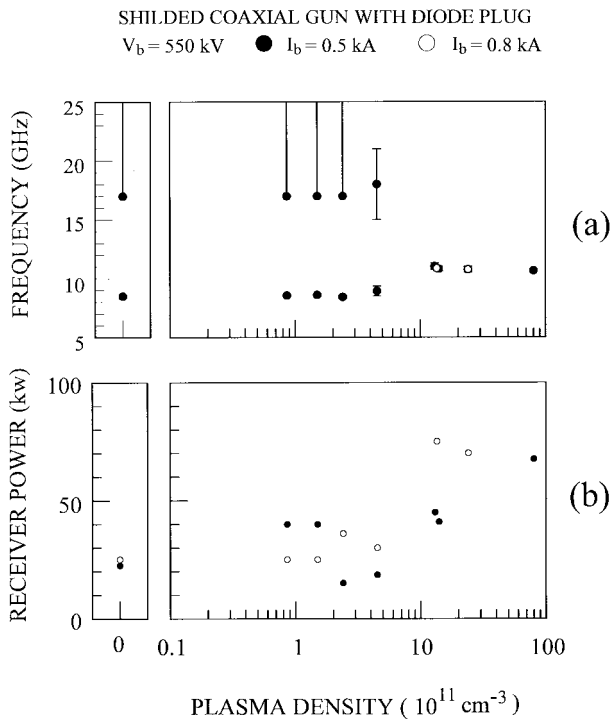 SHILDED COAXIAL GUN WITH DIODE PLUG
V_b = 550 kV ● I_b = 0.5 kA ○ I_b = 0.8 kA
FREQUENCY (GHz)
25
20
15
10
5
(a)
RECEIVER POWER (kw)
100
50
0
(b)
0
0.1 1 10 100
PLASMA DENSITY ( 10^11 cm^-3 )